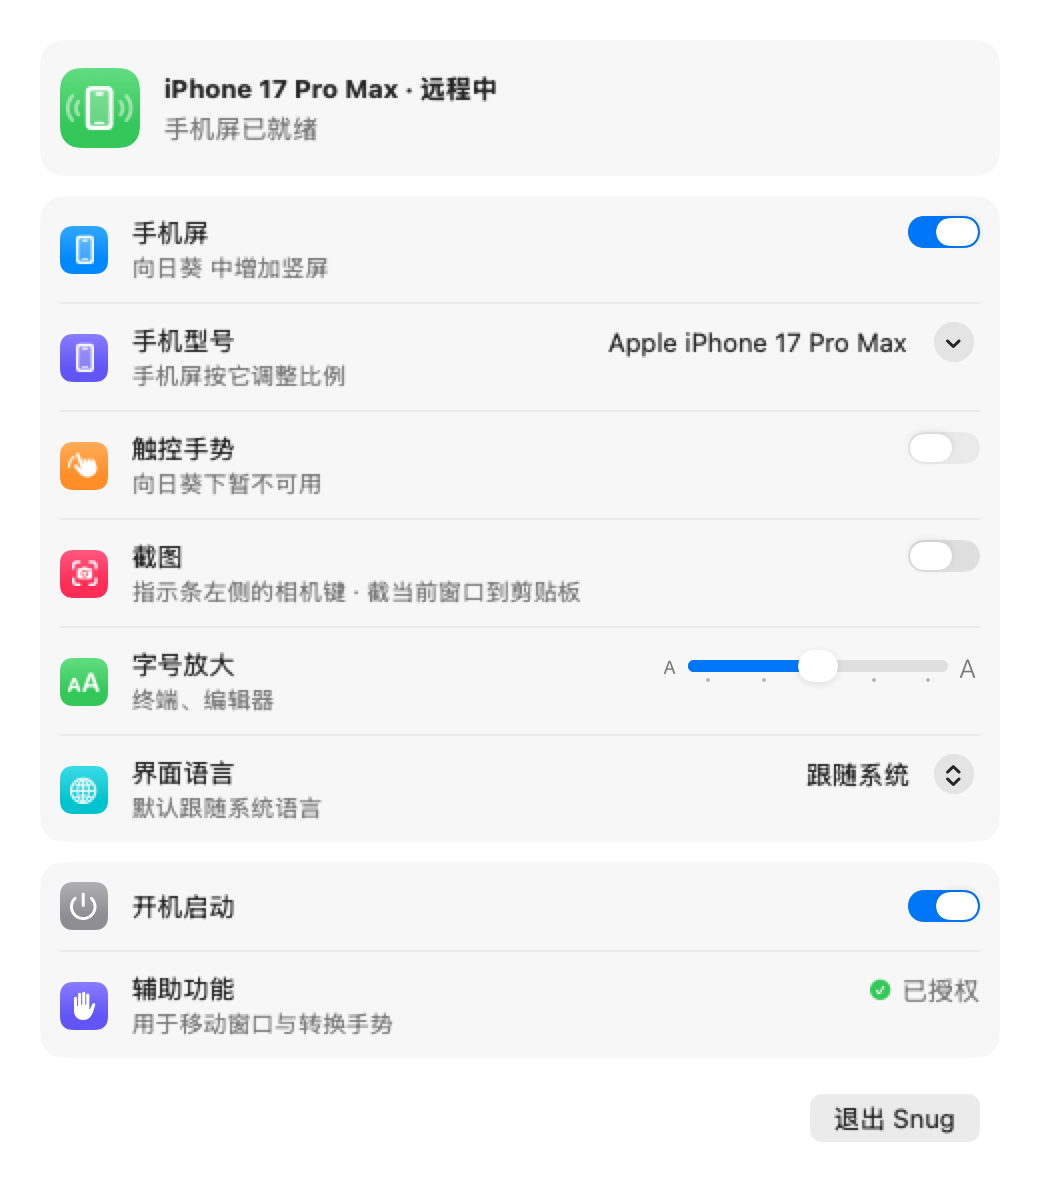 iPhone 17 Pro Max · 远程中
手机屏已就绪
手机屏
向日葵 中增加竖屏
手机型号
Apple iPhone 17 Pro Max
手机屏按它调整比例
触控手势
向日葵下暂不可用
截图
指示条左侧的相机键 · 截当前窗口到剪贴板
字号放大
A A
终端、编辑器
AA
界面语言
跟随系统
默认跟随系统语言
开机启动
辅助功能
已授权
用于移动窗口与转换手势
退出 Snug